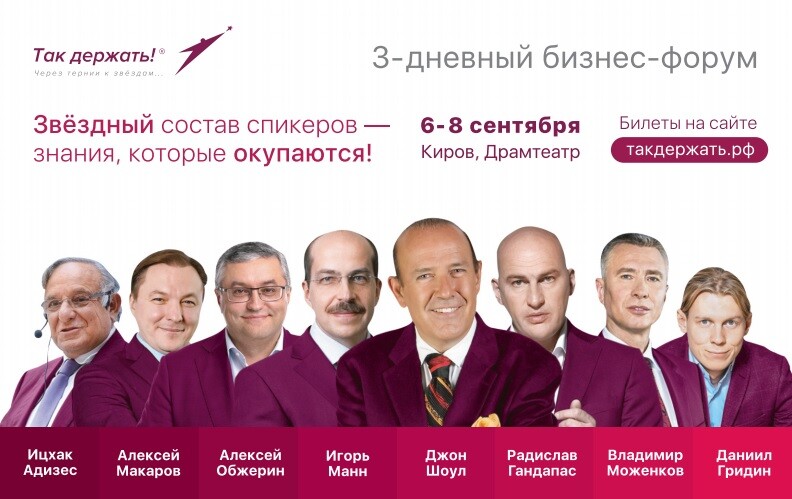 Так держать!®
Через тернии к звёздам...
3-дневный бизнес-форум
Звёздный состав спикеров —
знания, которые окупаются!
6-8 сентября
Киров, Драмтеатр
Билеты на сайте
такдержать.рф
Ицхак
Адизес
Алексей
Макаров
Алексей
Обжерин
Игорь
Манн
Джон
Шоул
Радислав
Гандапас
Владимир
Моженков
Даниил
Гридин